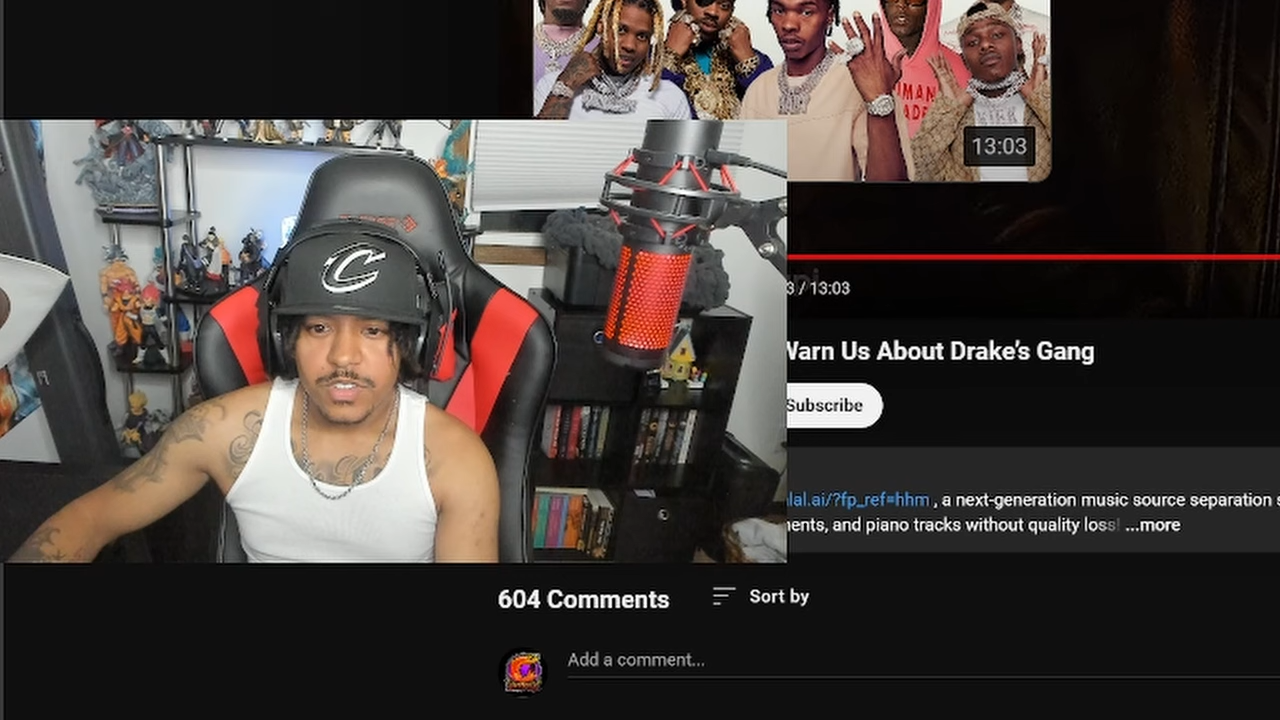 13:03
3 / 13:03
Warn Us About Drake's Gang
Subscribe
lal.ai/?fp_ref=hhm , a next-generation music source separation s
nents, and piano tracks without quality loss! ...more
604 Comments
Sort by
Add a comment...